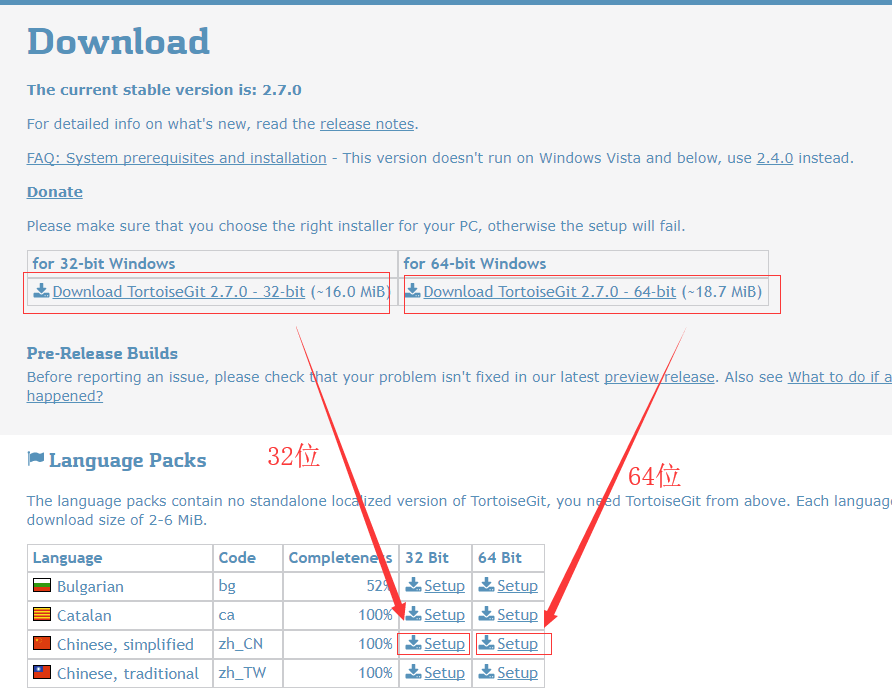 Download
The current stable version is: 2.7.0
For detailed info on what's new, read the release notes.
FAQ: System prerequisites and installation - This version doesn't run on Windows Vista and below, use 2.4.0 instead.
Donate
Please make sure that you choose the right installer for your PC, otherwise the setup will fail.
for 32-bit Windows for 64-bit Windows
Download TortoiseGit 2.7.0 - 32-bit (~16.0 MiB) Download TortoiseGit 2.7.0 - 64-bit (~18.7 MiB)
Pre-Release Builds
Before reporting an issue, please check that your problem isn't fixed in our latest preview release. Also see What to do if a
happened?
32位
Language Packs
64位
The language packs contain no standalone localized version of TortoiseGit, you need TortoiseGit from above. Each language
download size of 2-6 MiB.
Language Code Completeness 32 Bit 64 Bit
Bulgarian bg 52% Setup Setup
Catalan ca 100% Setup Setup
Chinese, simplified zh_CN 100% Setup Setup
Chinese, traditional zh_TW 100% Setup Setup